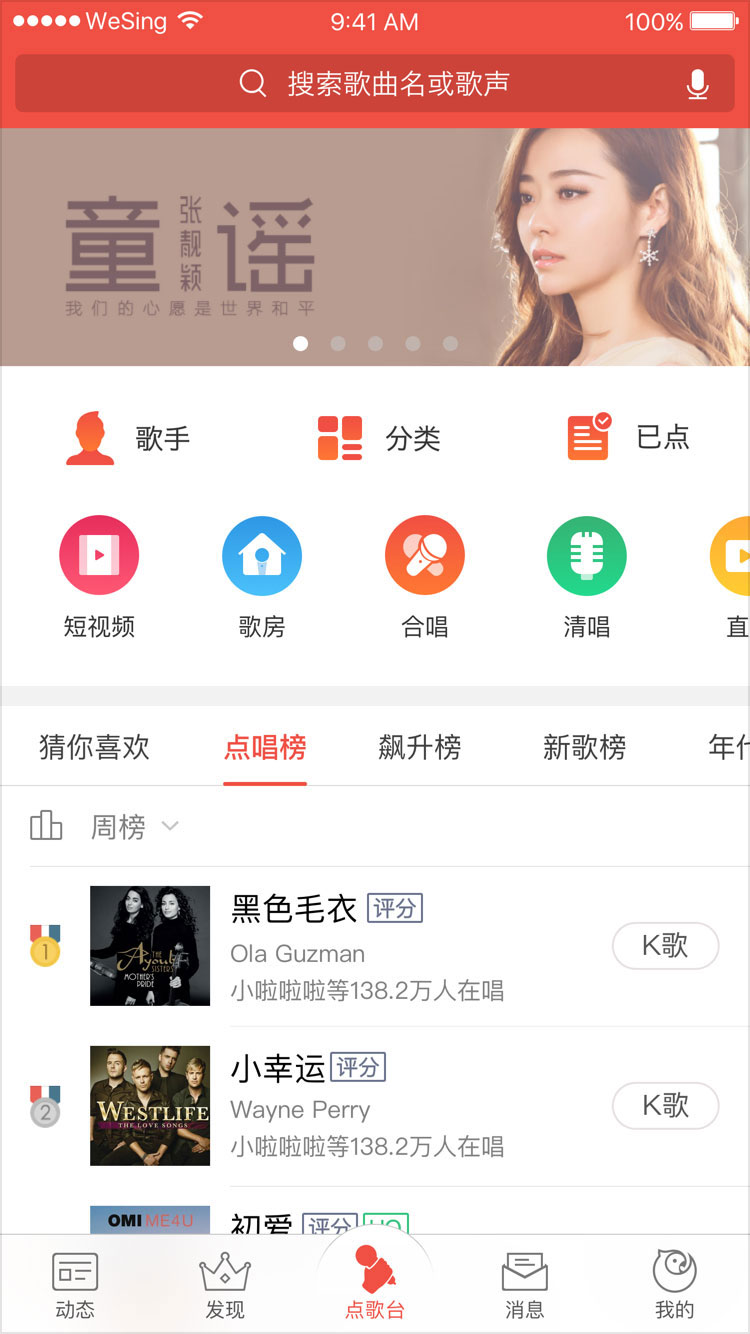 WeSing 9:41 AM 100%
搜索歌曲名或歌声
童谣
张靓颖
我们的心愿是世界和平
歌手 分类 已点
短视频 歌房 合唱 清唱 直
猜你喜欢 点唱榜 飙升榜 新歌榜 年代
周榜
1
THE
Ayoub
SISTERS
MOTHER'S
PRIDE
黑色毛衣 评分
Ola Guzman
小啦啦啦等138.2万人在唱
K歌
2
WESTLIFE
THE LOVE SONGS
小幸运 评分
Wayne Perry
小啦啦啦等138.2万人在唱
K歌
OMI ME4U
初爱 评分 HQ
动态 发现 点歌台 消息 我的